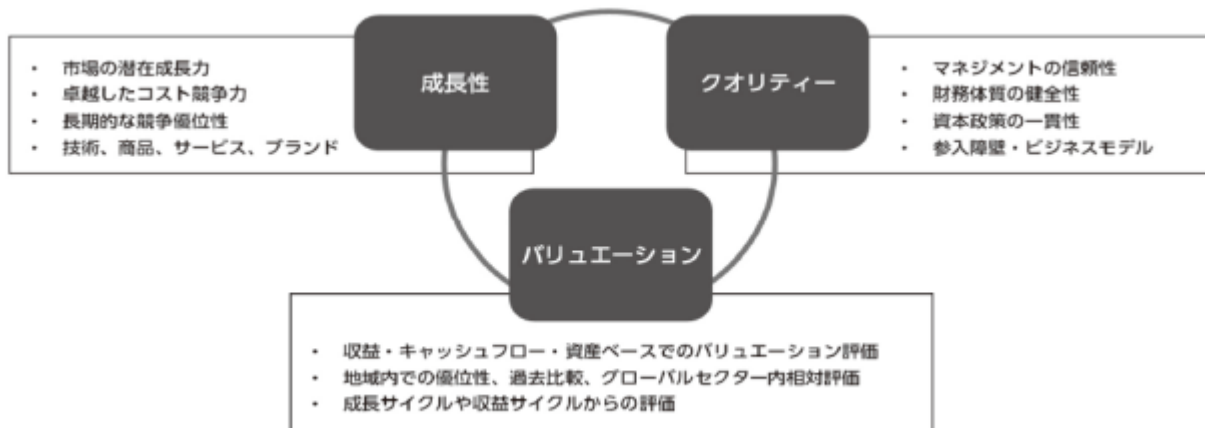 成長性
・ 市場の潜在成長力
・ 卓越したコスト競争力
・ 長期的な競争優位性
・ 技術、商品、サービス、ブランド
クオリティー
・ マネジメントの信頼性
・ 財務体質の健全性
・ 資本政策の一貫性
・ 参入障壁・ビジネスモデル
バリュエーション
・ 収益・キャッシュフロー・資産ベースでのバリュエーション評価
・ 地域内での優位性、過去比較、グローバルセクター内相対評価
・ 成長サイクルや収益サイクルからの評価